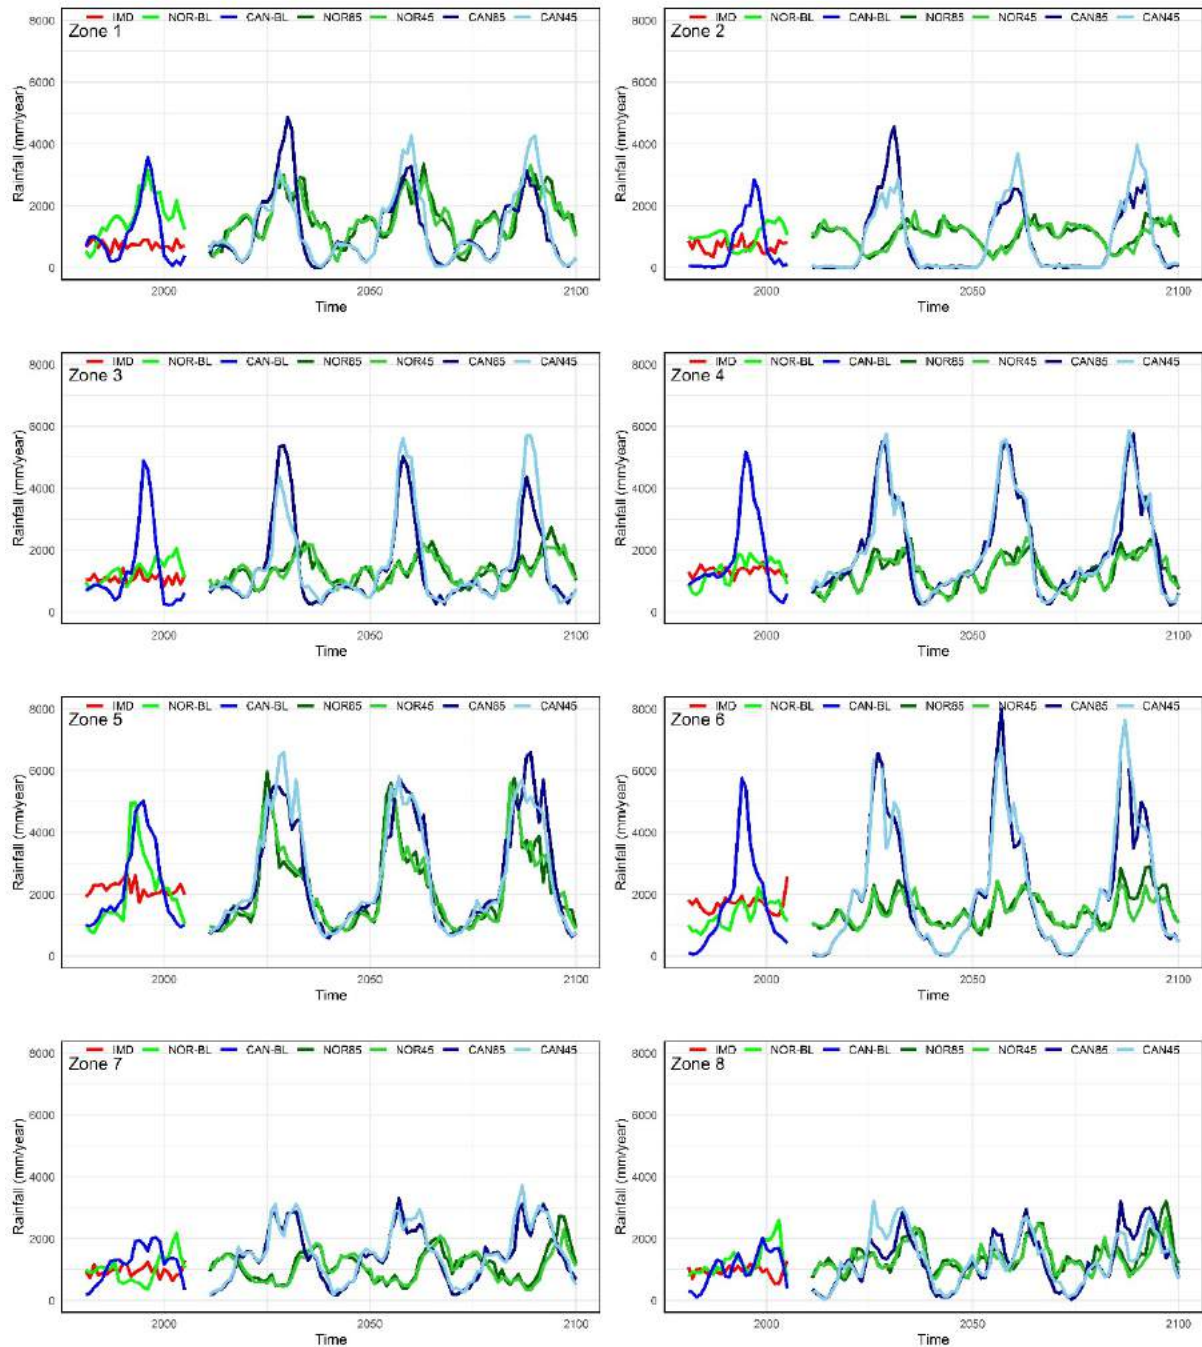 IMD NOR-BL CAN-BL NOR85 NOR45 CAN85 CAN45
Zone 1
8000
6000
4000
2000
0
Rainfall (mm/year)
2000 2050 2100
Time
IMD NOR-BL CAN-BL NOR85 NOR45 CAN85 CAN45
Zone 2
8000
6000
4000
2000
0
Rainfall (mm/year)
2000 2050 2100
Time
IMD NOR-BL CAN-BL NOR85 NOR45 CAN85 CAN45
Zone 3
8000
6000
4000
2000
0
Rainfall (mm/year)
2000 2050 2100
Time
IMD NOR-BL CAN-BL NOR85 NOR45 CAN85 CAN45
Zone 4
8000
6000
4000
2000
0
Rainfall (mm/year)
2000 2050 2100
Time
IMD NOR-BL CAN-BL NOR85 NOR45 CAN85 CAN45
Zone 5
8000
6000
4000
2000
0
Rainfall (mm/year)
2000 2050 2100
Time
IMD NOR-BL CAN-BL NOR85 NOR45 CAN85 CAN45
Zone 6
8000
6000
4000
2000
0
Rainfall (mm/year)
2000 2050 2100
Time
IMD NOR-BL CAN-BL NOR85 NOR45 CAN85 CAN45
Zone 7
8000
6000
4000
2000
0
Rainfall (mm/year)
2000 2050 2100
Time
IMD NOR-BL CAN-BL NOR85 NOR45 CAN85 CAN45
Zone 8
8000
6000
4000
2000
0
Rainfall (mm/year)
2000 2050 2100
Time